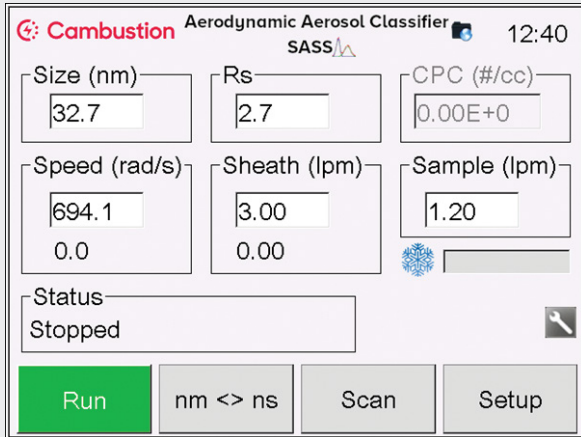 Cambustion Aerodynamic Aerosol Classifier 12:40
SASS
Size (nm) Rs CPC (#/cc)
32.7 2.7 0.00E+0
Speed (rad/s) Sheath (lpm) Sample (lpm)
694.1 3.00 1.20
0.0 0.00
Status
Stopped
Run nm <> ns Scan Setup